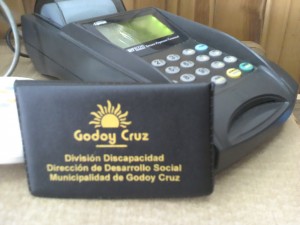 Godoy Cruz
División Discapacidad
Dirección de Desarrollo Social
Municipalidad de Godoy Cruz